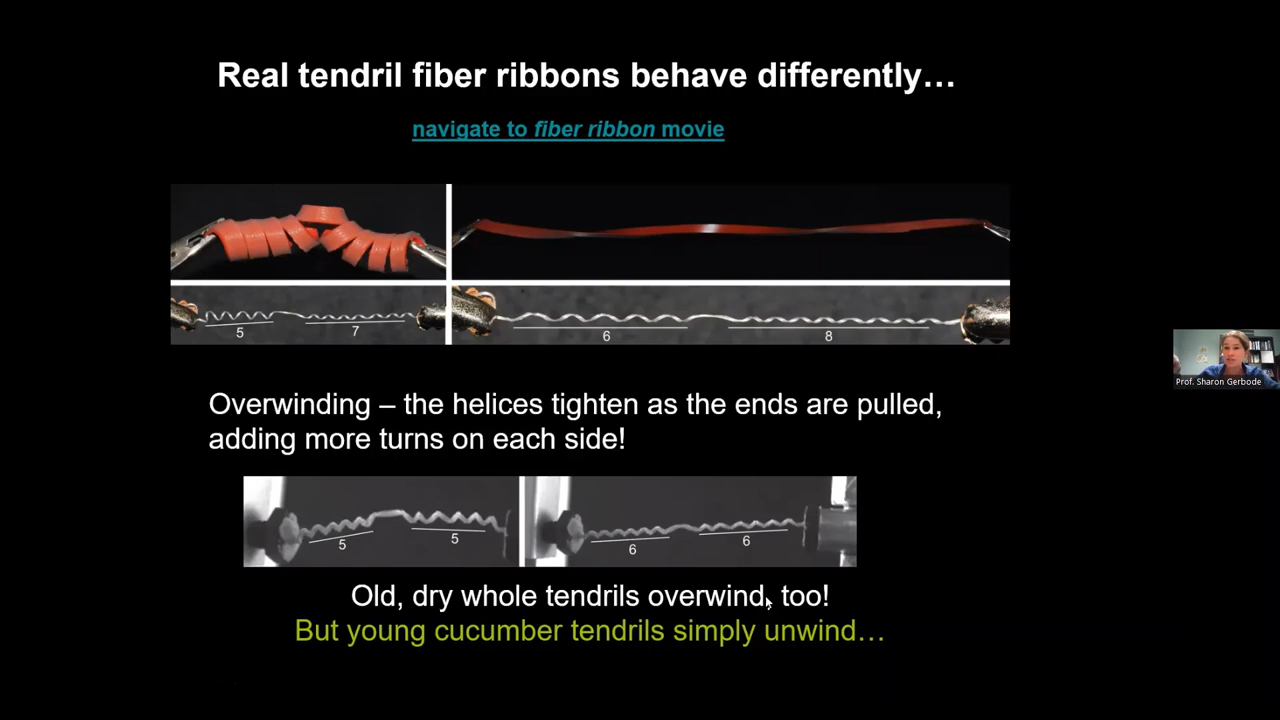 Real tendril fiber ribbons behave differently…
navigate to fiber ribbon movie
5
7
6
8
Overwinding – the helices tighten as the ends are pulled,
adding more turns on each side!
5
5
6
6
Old, dry whole tendrils overwind, too!
But young cucumber tendrils simply unwind…
Prof. Sharon Gerbode